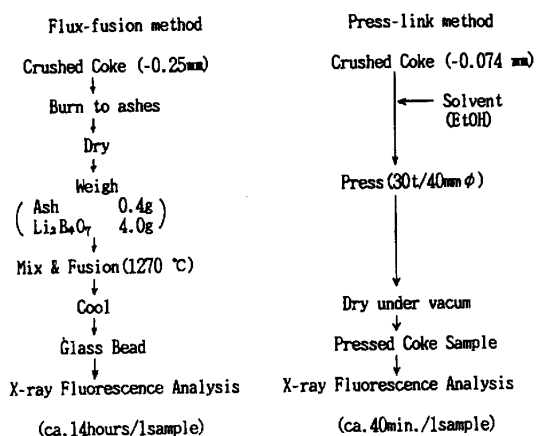 Flux-fusion method
Crushed Coke (-0.25mm)
Burn to ashes
Dry
Weigh
( Ash 0.4g
Li₂B₄O₇ 4.0g )
Mix & Fusion(1270 ℃)
Cool
Glass Bead
X-ray Fluorescence Analysis
(ca.14hours/1sample)
Press-link method
Crushed Coke (-0.074 mm)
Solvent
(EtOH)
Press(30t/40mmφ)
Dry under vacum
Pressed Coke Sample
X-ray Fluorescence Analysis
(ca.40min./1sample)